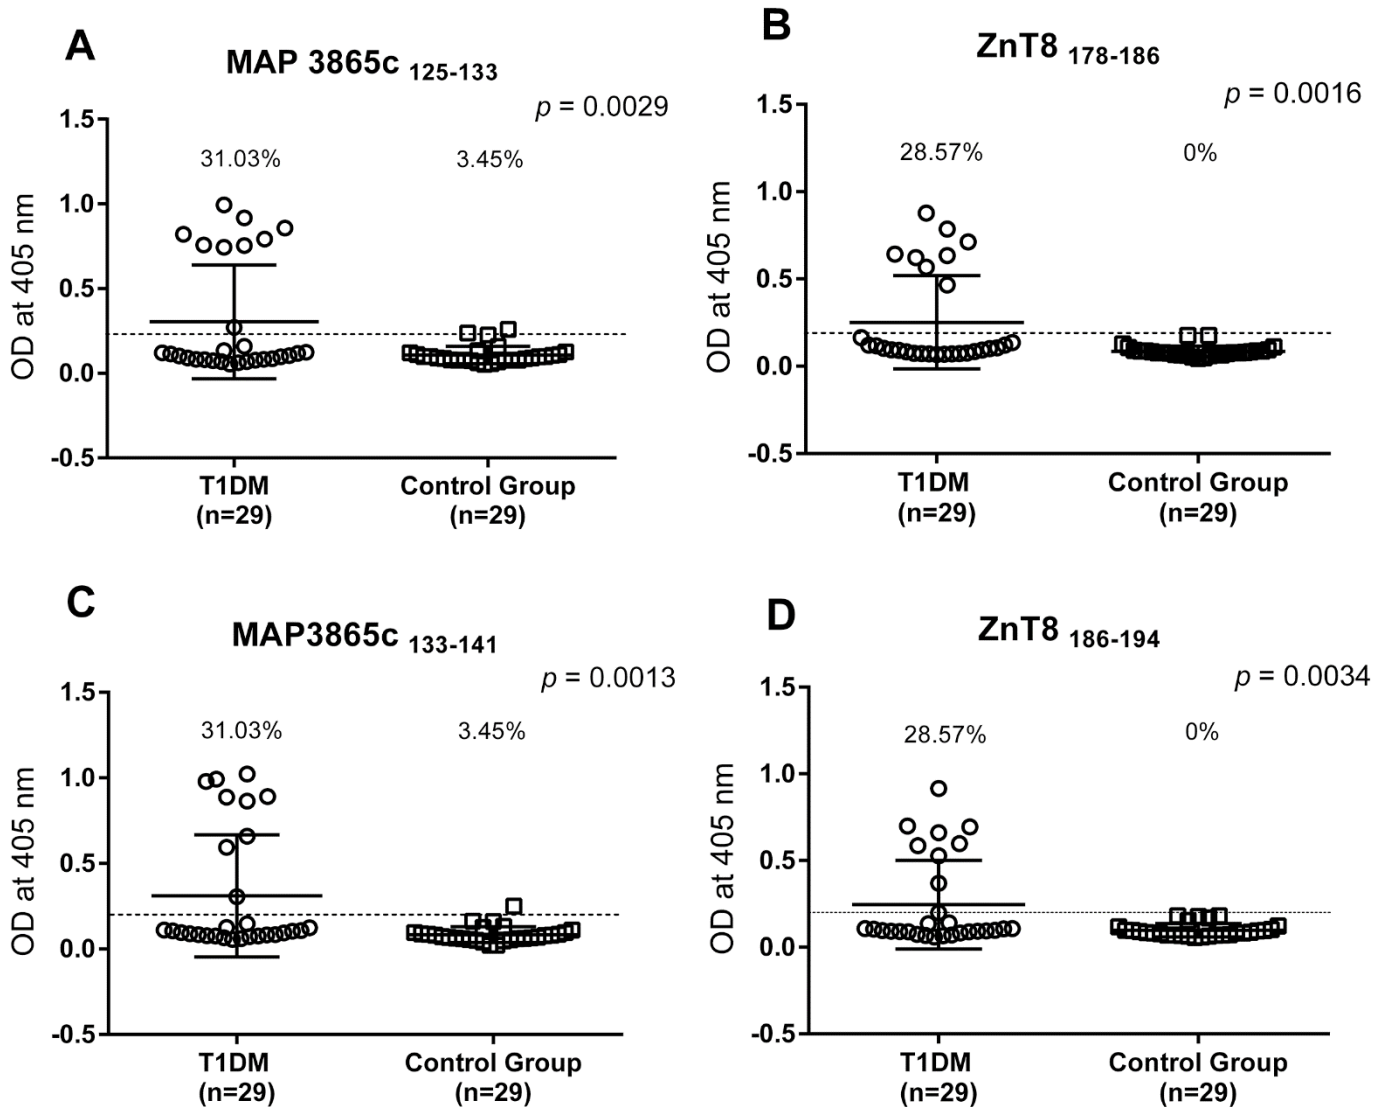 A
MAP 3865c 125-133
p = 0.0029
OD at 405 nm
1.5
1.0
0.5
0.0
-0.5
31.03%
3.45%
T1DM
(n=29)
Control Group
(n=29)
B
ZnT8 178-186
p = 0.0016
OD at 405 nm
1.5
1.0
0.5
0.0
-0.5
28.57%
0%
T1DM
(n=29)
Control Group
(n=29)
C
MAP3865c 133-141
p = 0.0013
OD at 405 nm
1.5
1.0
0.5
0.0
-0.5
31.03%
3.45%
T1DM
(n=29)
Control Group
(n=29)
D
ZnT8 186-194
p = 0.0034
OD at 405 nm
1.5
1.0
0.5
0.0
-0.5
28.57%
0%
T1DM
(n=29)
Control Group
(n=29)